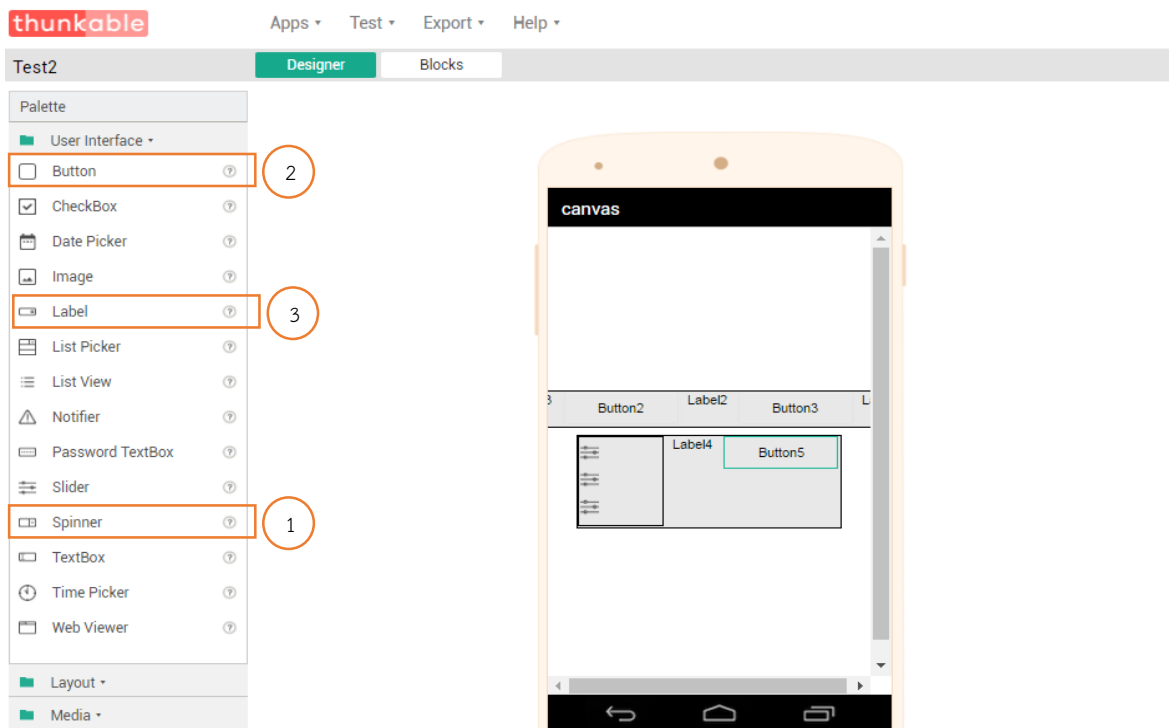 thunkable
Apps Test Export Help
Test2
Designer Blocks
Palette
User Interface
Button
2
CheckBox
Date Picker
Image
Label
3
List Picker
List View
Notifier
Password TextBox
Slider
Spinner
1
TextBox
Time Picker
Web Viewer
Layout
Media
canvas
3 Button2 Label2 Button3 L
Label4 Button5